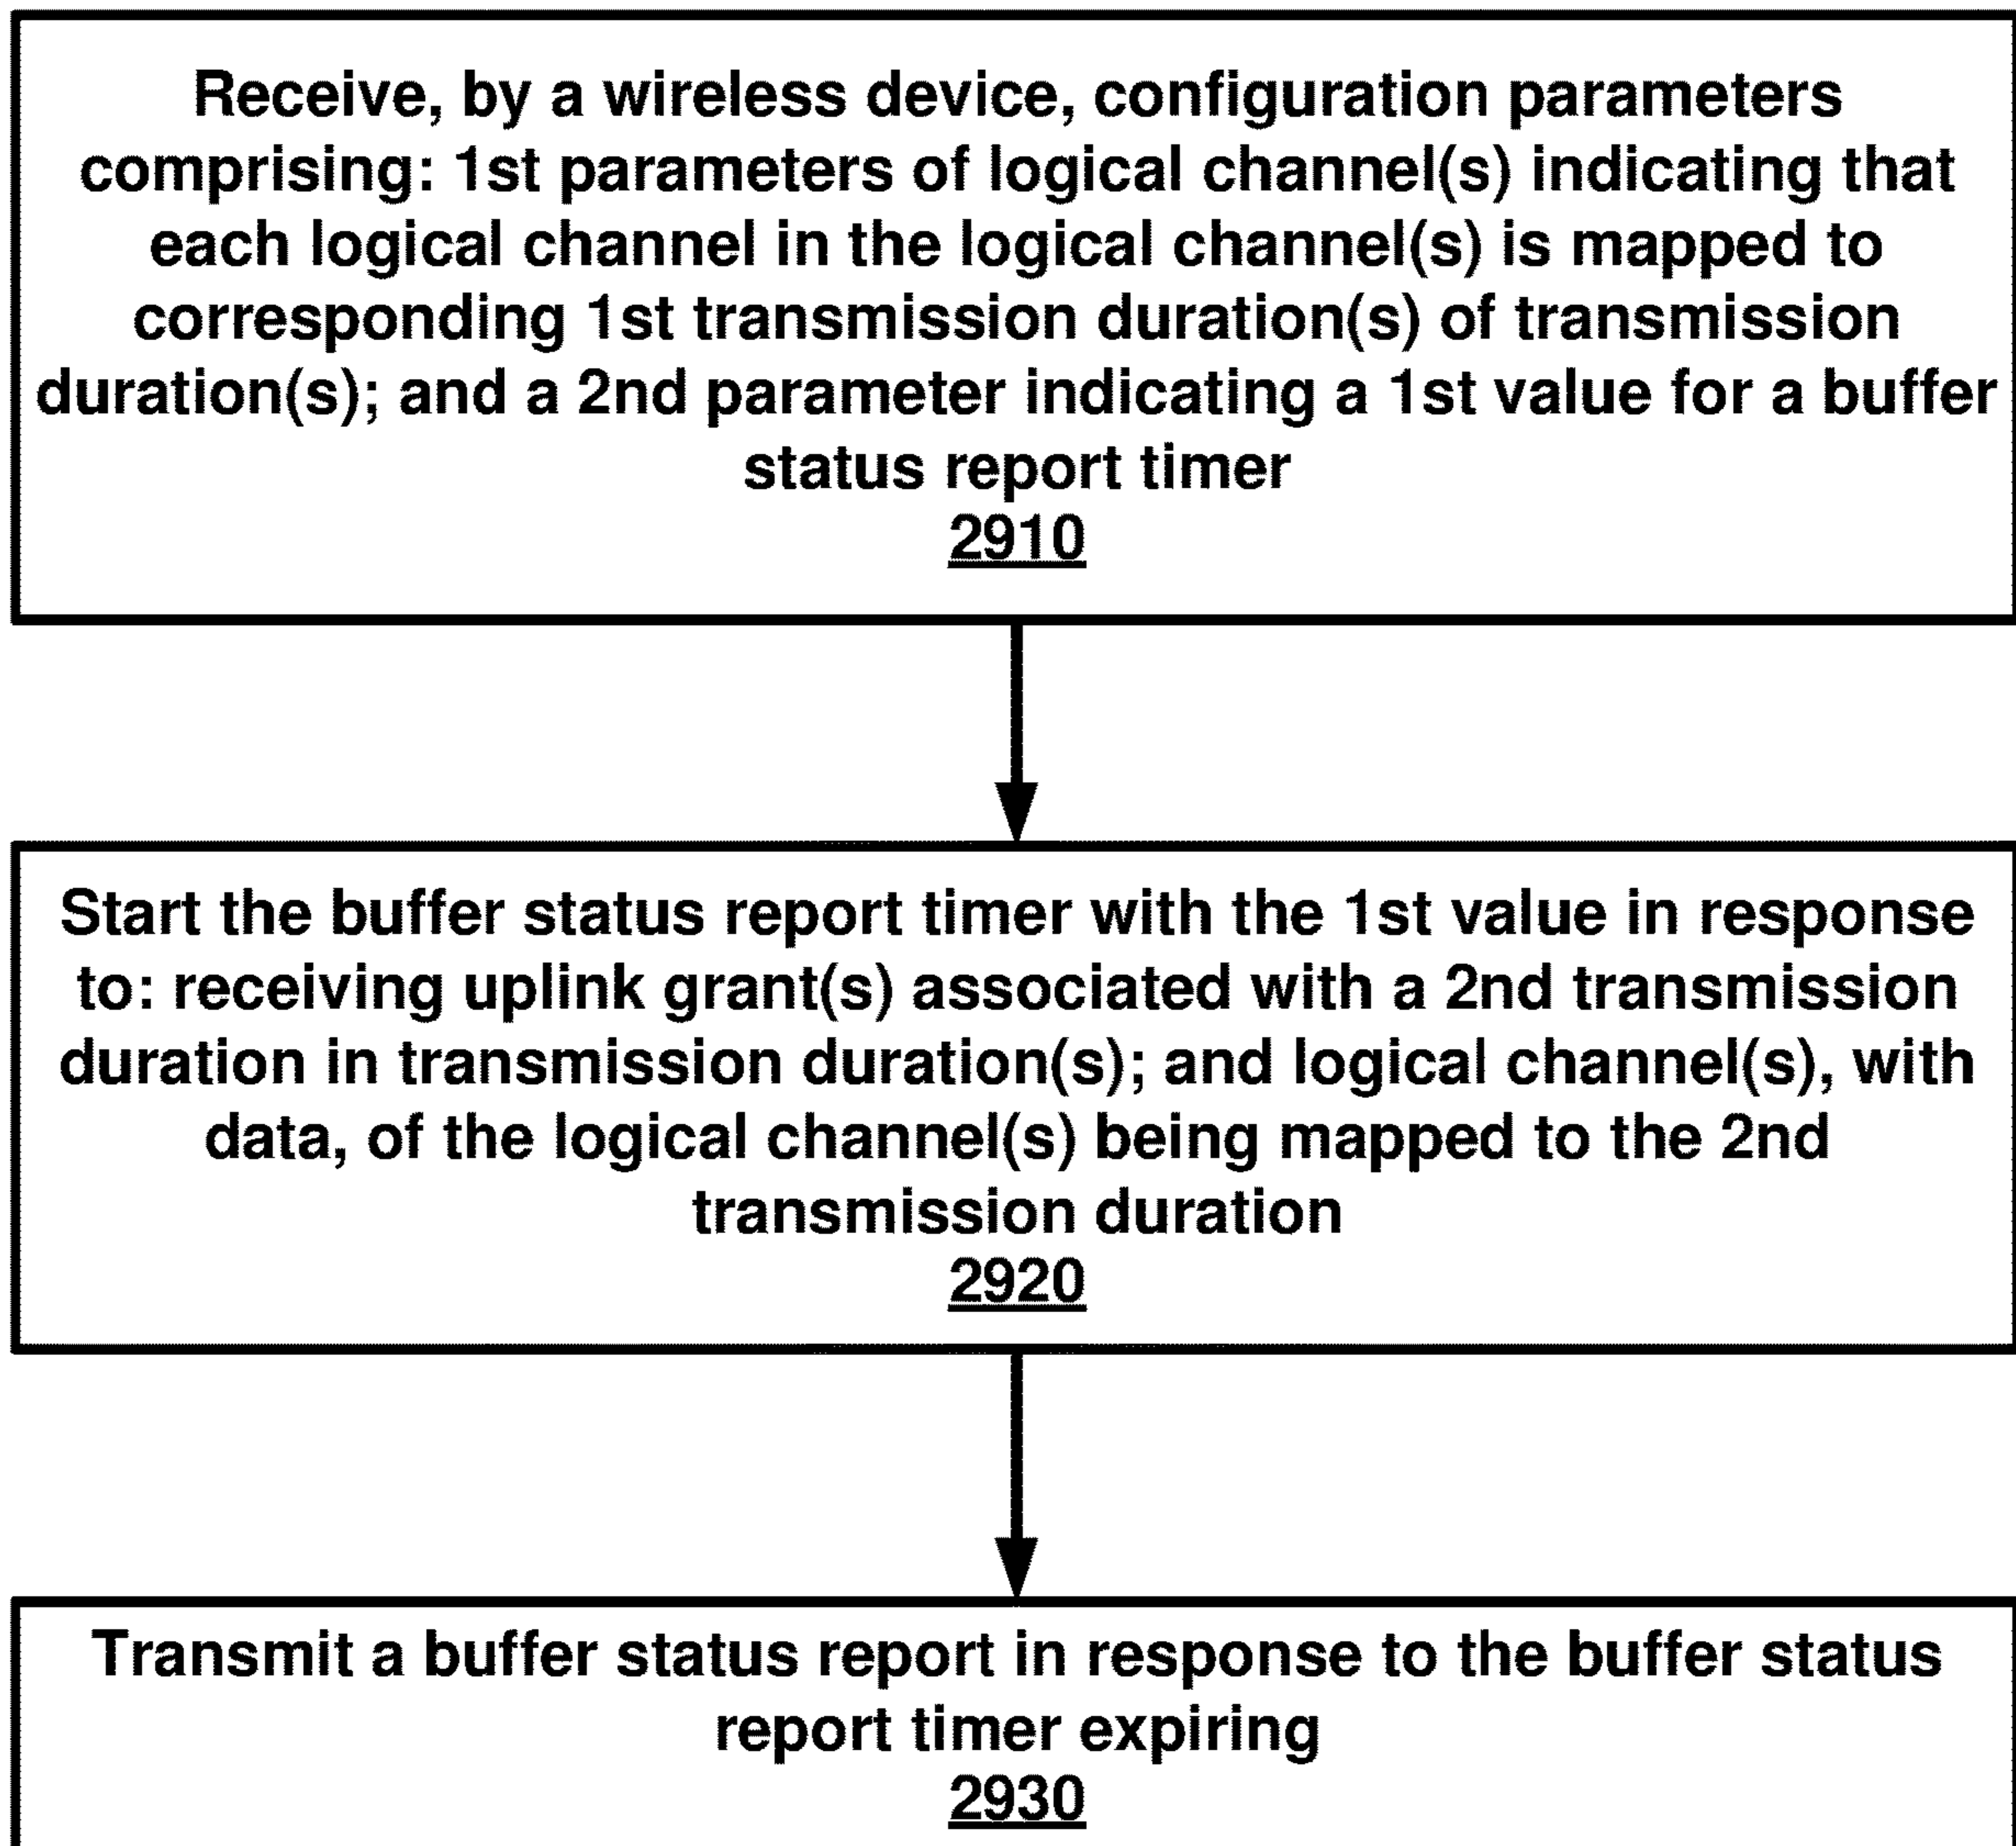 Receive, by a wireless device, configuration parameters
comprising: 1st parameters of logical channel(s) indicating that
each logical channel in the logical channel(s) is mapped to
corresponding 1st transmission duration(s) of transmission
duration(s); and a 2nd parameter indicating a 1st value for a buffer
status report timer
2910
Start the buffer status report timer with the 1st value in response
to: receiving uplink grant(s) associated with a 2nd transmission
duration in transmission duration(s); and logical channel(s), with
data, of the logical channel(s) being mapped to the 2nd
transmission duration
2920
Transmit a buffer status report in response to the buffer status
report timer expiring
2930